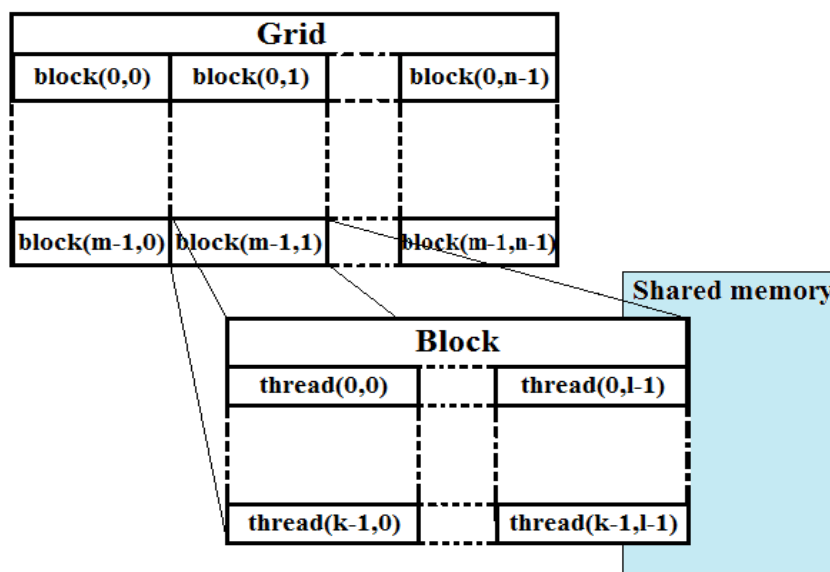 Grid
block(0,0) block(0,1) block(0,n-1)
block(m-1,0) block(m-1,1) block(m-1,n-1)
Shared memory
Block
thread(0,0) thread(0,l-1)
thread(k-1,0) thread(k-1,l-1)